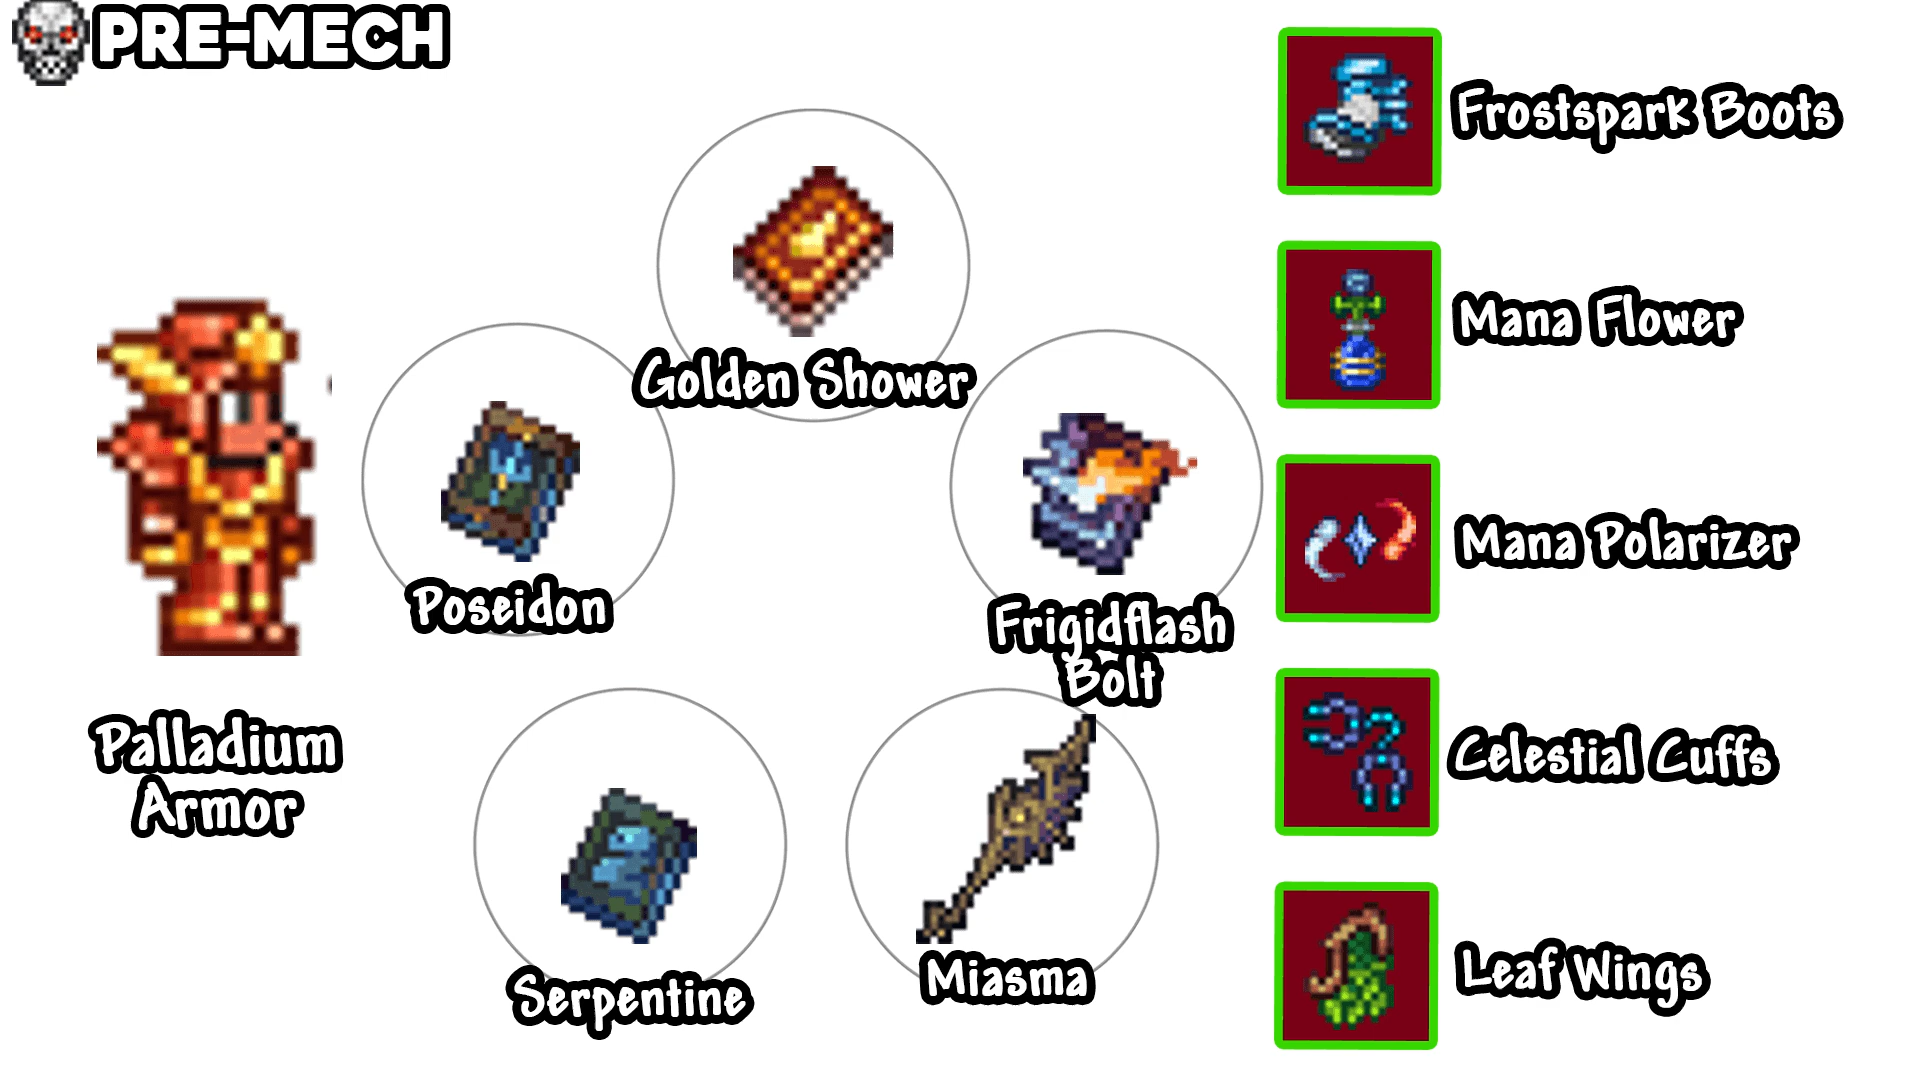 PRE-MECH
Golden Shower
Poseidon
Frigidflash
Bolt
Palladium
Armor
Serpentine
Miasma
Frostspark Boots
Mana Flower
Mana Polarizer
Celestial Cuffs
Leaf Wings